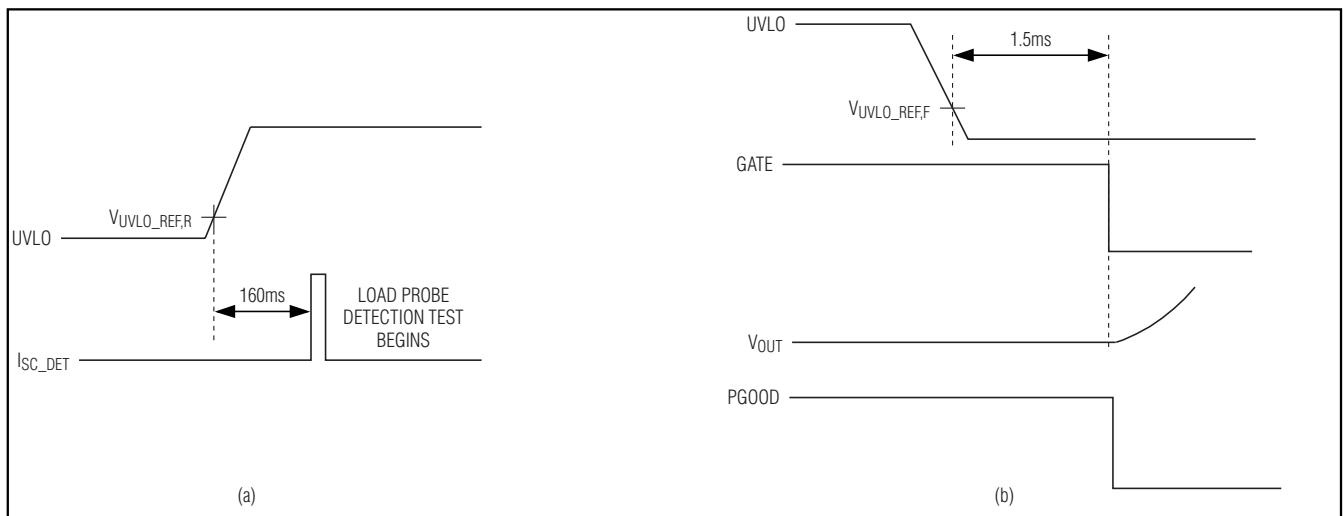 UVLO
V_UVLO_REF,R
160ms
LOAD PROBE
DETECTION TEST
BEGINS
I_SC_DET
(a)
UVLO
1.5ms
V_UVLO_REF,F
GATE
V_OUT
PGOOD
(b)